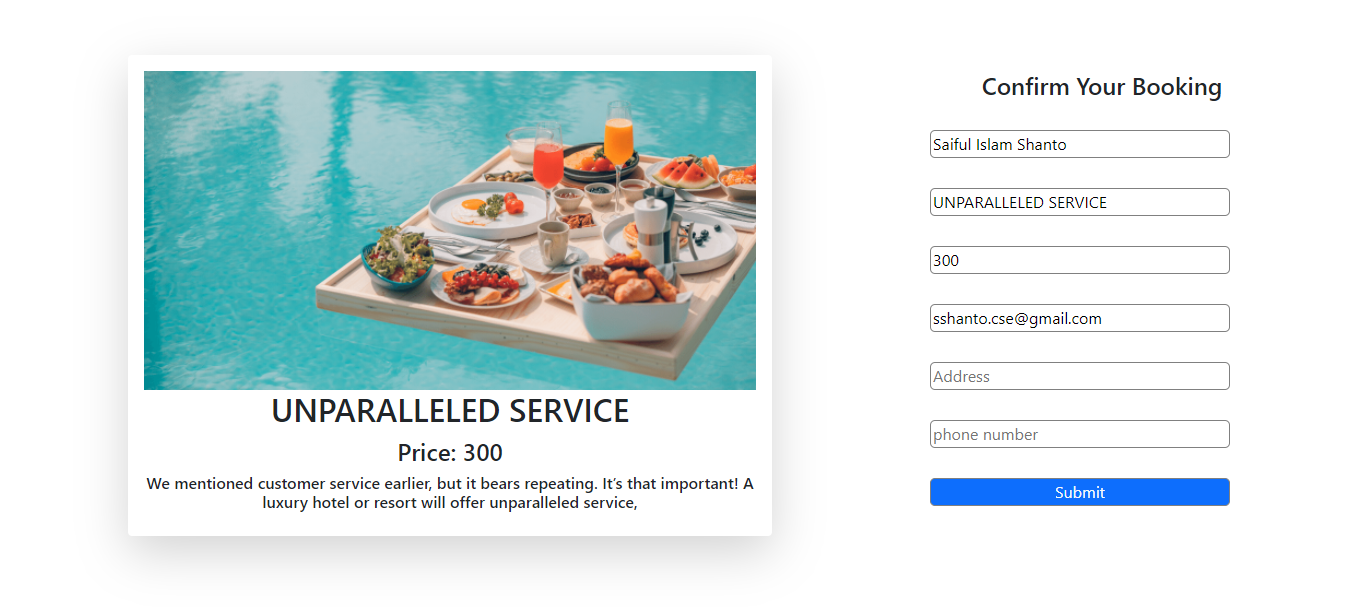 UNPARALLELED SERVICE
Price: 300
We mentioned customer service earlier, but it bears repeating. It’s that important! A
luxury hotel or resort will offer unparalleled service,
Confirm Your Booking
Saiful Islam Shanto
UNPARALLELED SERVICE
300
sshanto.cse@gmail.com
Address
phone number
Submit